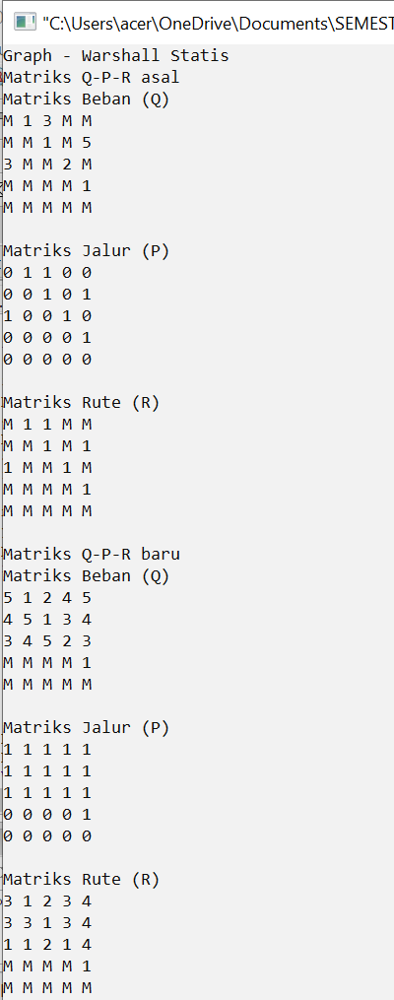 "C:\Users\acer\OneDrive\Documents\SEMEST
Graph - Warshall Statis
Matriks Q-P-R asal
Matriks Beban (Q)
M 1 3 M M
M M 1 M 5
3 M M 2 M
M M M M 1
M M M M M
Matriks Jalur (P)
0 1 1 0 0
0 0 1 0 1
1 0 0 1 0
0 0 0 0 1
0 0 0 0 0
Matriks Rute (R)
M 1 1 M M
M M 1 M 1
1 M M 1 M
M M M M 1
M M M M M
Matriks Q-P-R baru
Matriks Beban (Q)
5 1 2 4 5
4 5 1 3 4
3 4 5 2 3
M M M M 1
M M M M M
Matriks Jalur (P)
1 1 1 1 1
1 1 1 1 1
1 1 1 1 1
0 0 0 0 1
0 0 0 0 0
Matriks Rute (R)
3 1 2 3 4
3 3 1 3 4
1 1 2 1 4
M M M M 1
M M M M M